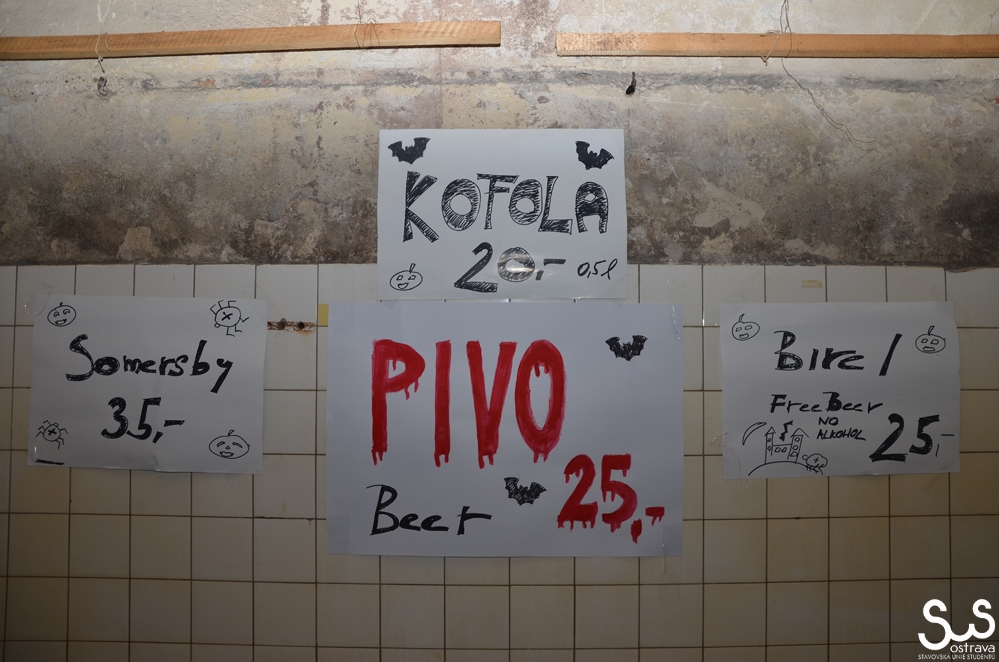 KOFOLA
20,- 0,5l
Somersby
35,-
PIVO
Beer 25,-
Birel
Free Beer
NO
ALKOHOL
25,-
SUS
ostrava
STAVOVSKÁ UNIE STUDENTŮ